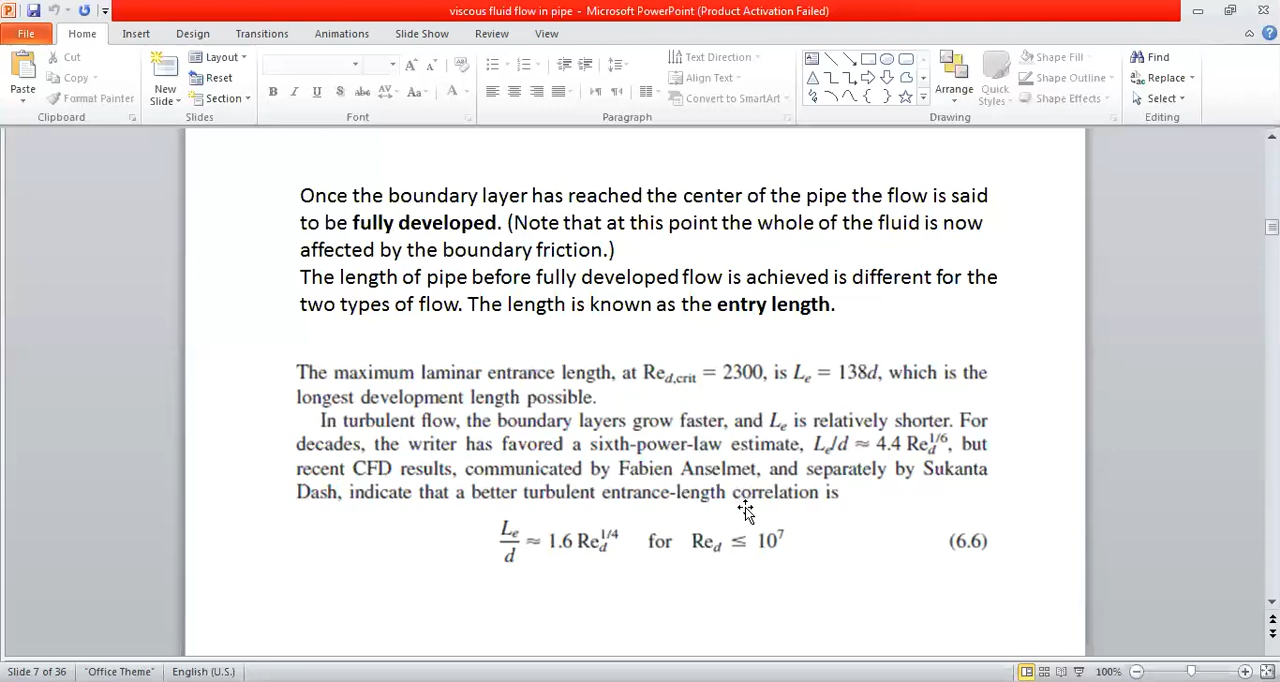 viscous fluid flow in pipe - Microsoft PowerPoint (Product Activation Failed)
File Home Insert Design Transitions Animations Slide Show Review View
Paste
Cut
Copy
Format Painter
Clipboard
New Slide
Layout
Reset
Section
Slides
B I U S abc AV Aa A
Font
Text Direction
Align Text
Convert to SmartArt
Paragraph
Arrange
Quick Styles
Shape Fill
Shape Outline
Shape Effects
Drawing
Find
Replace
Select
Editing
Once the boundary layer has reached the center of the pipe the flow is said
to be fully developed. (Note that at this point the whole of the fluid is now
affected by the boundary friction.)
The length of pipe before fully developed flow is achieved is different for the
two types of flow. The length is known as the entry length.
The maximum laminar entrance length, at Re_{d,crit} = 2300, is L_e = 138d, which is the
longest development length possible.
In turbulent flow, the boundary layers grow faster, and L_e is relatively shorter. For
decades, the writer has favored a sixth-power-law estimate, L_e/d ≈ 4.4 Re_d^{1/6}, but
recent CFD results, communicated by Fabien Anselmet, and separately by Sukanta
Dash, indicate that a better turbulent entrance-length correlation is
L_e/d ≈ 1.6 Re_d^{1/4} for Re_d ≤ 10^7 (6.6)
Slide 7 of 36 "Office Theme" English (U.S.) 100%